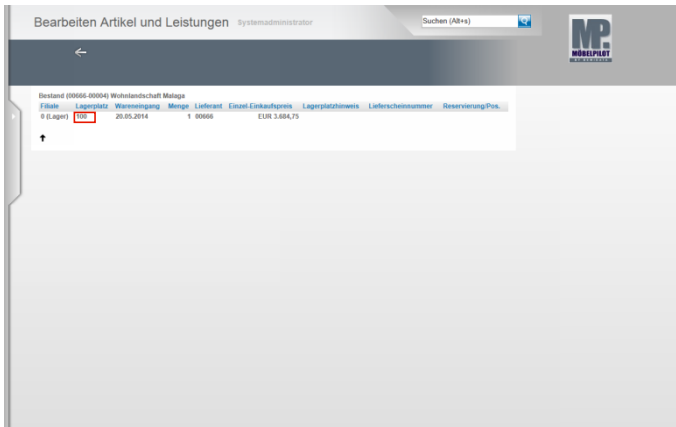 Bearbeiten Artikel und Leistungen Systemadministrator Suchen (Alt+s)
MP.
MÖBELPILOT
Bestand (00666-00004) Wohnlandschaft Malaga
Filiale Lagerplatz Wareneingang Menge Lieferant Einzel-Einkaufspreis Lagerplatzhinweis Lieferscheinnummer Reservierung/Pos.
0 (Lager) 100 20.05.2014 1 00666 EUR 3.684,75